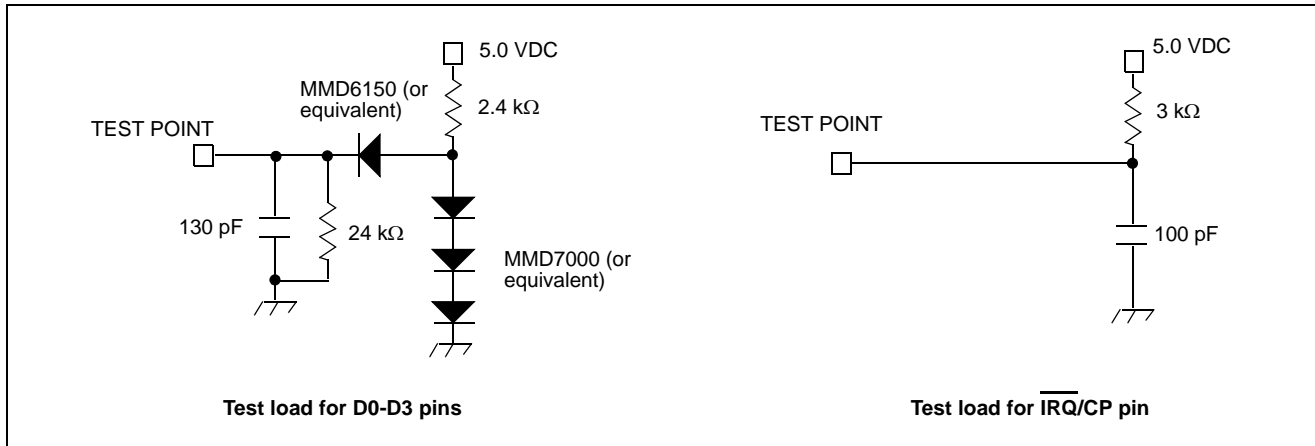 5.0 VDC
MMD6150 (or
equivalent)
2.4 kΩ
TEST POINT
130 pF
24 kΩ
MMD7000 (or
equivalent)
Test load for D0-D3 pins
5.0 VDC
3 kΩ
TEST POINT
100 pF
Test load for I̅R̅Q̅/CP pin